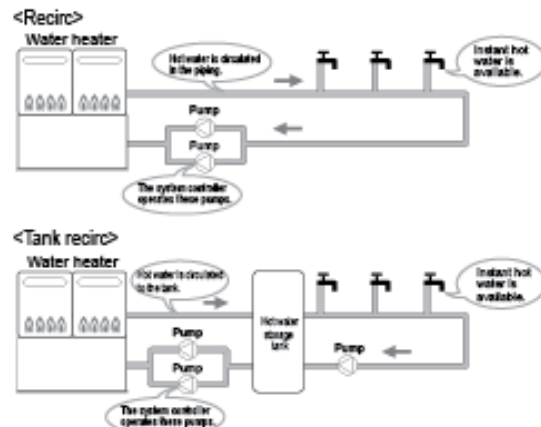 <Recirc>
Water heater
Hot water is circulated
in the piping.
Instant hot
water is
available.
Pump
Pump
The system controller
operates these pumps.
<Tank recirc>
Water heater
Hot water is circulated
to the tank.
Instant hot
water is
available.
Pump
Hot water
storage
tank
Pump
Pump
The system controller
operates these pumps.